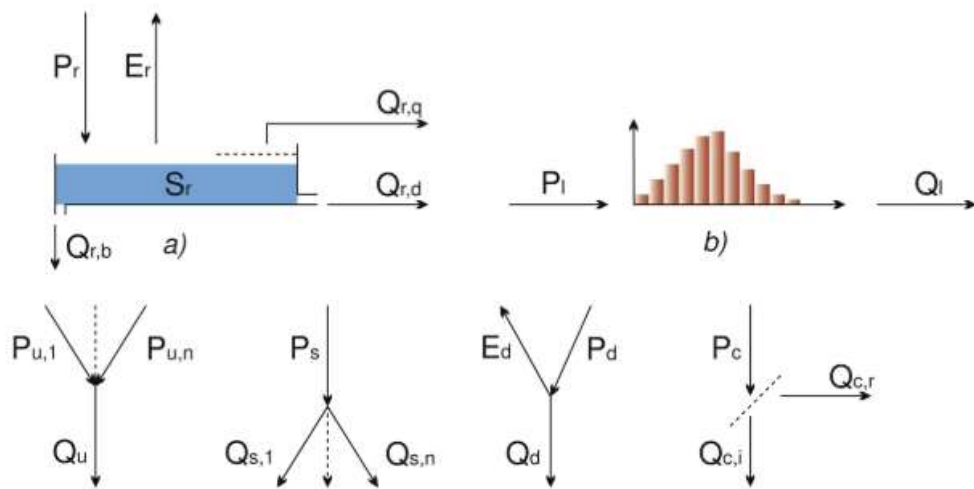 Pr Er
Qr,q
Sr Qr,d
Pl Ql
Qr,b a) b)
Pu,1 Pu,n Ps Ed Pd Pc
Qc,r
Qu Qs,1 Qs,n Qd Qc,i